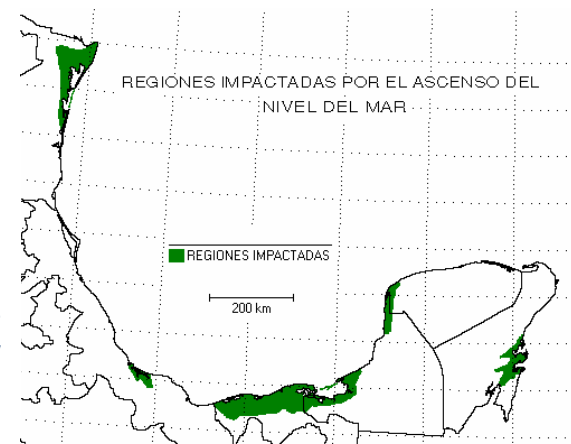 REGIONES IMPACTADAS POR EL ASCENSO DEL
NIVEL DEL MAR
REGIONES IMPACTADAS
200 km